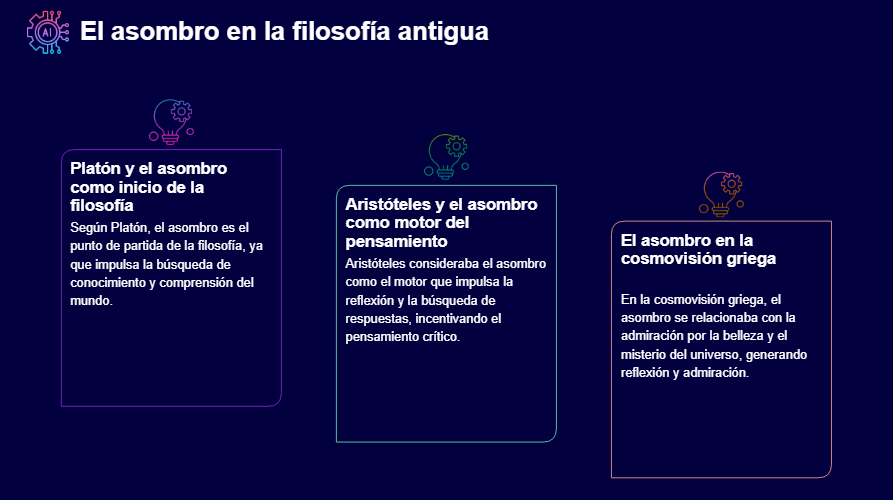 AI
El asombro en la filosofía antigua
Platón y el asombro
como inicio de la
filosofía
Según Platón, el asombro es el
punto de partida de la filosofía, ya
que impulsa la búsqueda de
conocimiento y comprensión del
mundo.
Aristóteles y el asombro
como motor del
pensamiento
Aristóteles consideraba el asombro
como el motor que impulsa la
reflexión y la búsqueda de
respuestas, incentivando el
pensamiento crítico.
El asombro en la
cosmovisión griega
En la cosmovisión griega, el
asombro se relacionaba con la
admiración por la belleza y el
misterio del universo, generando
reflexión y admiración.